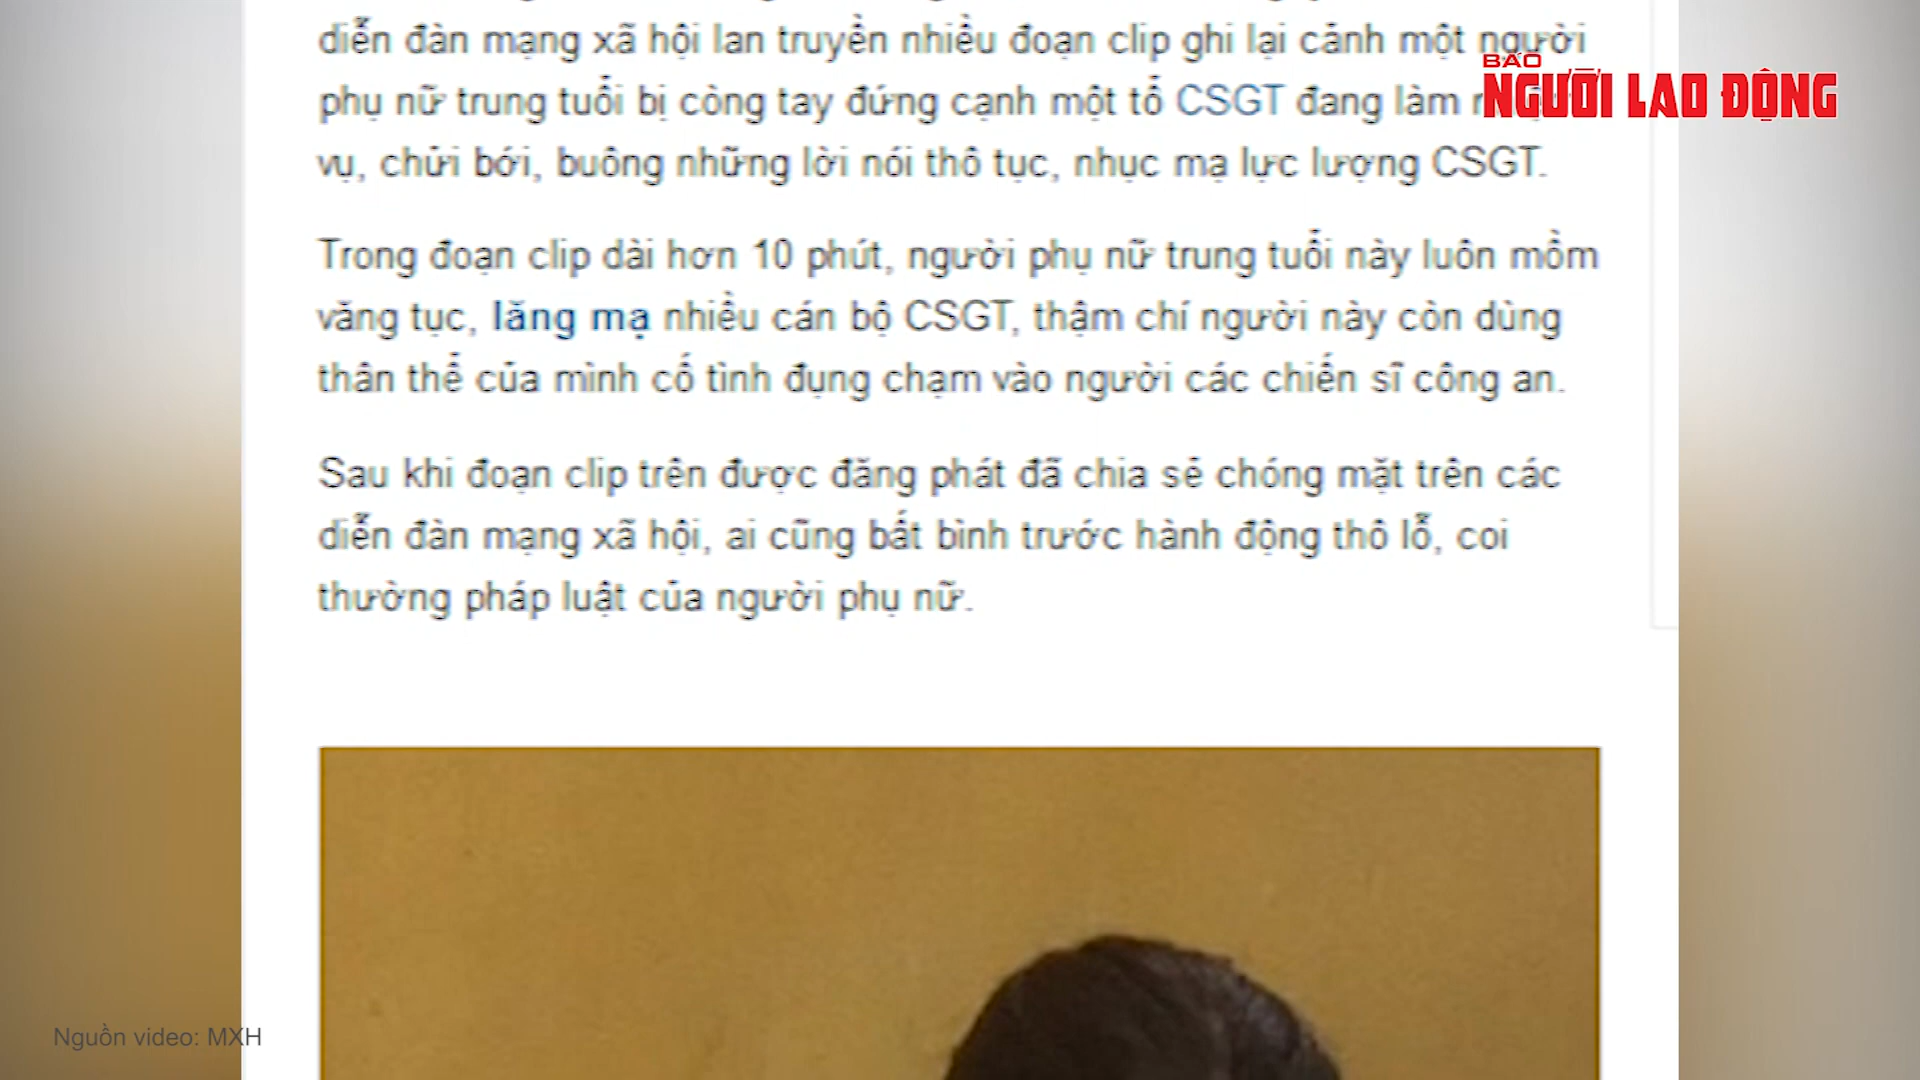 diễn đàn mạng xã hội lan truyền nhiều đoạn clip ghi lại cảnh một người
BÁO
NGƯỜI LAO ĐỘNG
phụ nữ trung tuổi bị còng tay đứng cạnh một tổ CSGT đang làm
vụ, chửi bới, buông những lời nói thô tục, nhục mạ lực lượng CSGT.
Trong đoạn clip dài hơn 10 phút, người phụ nữ trung tuổi này luôn mồm
văng tục, lăng mạ nhiều cán bộ CSGT, thậm chí người này còn dùng
thân thể của mình cố tình đụng chạm vào người các chiến sĩ công an.
Sau khi đoạn clip trên được đăng phát đã chia sẻ chóng mặt trên các
diễn đàn mạng xã hội, ai cũng bất bình trước hành động thô lỗ, coi
thường pháp luật của người phụ nữ.
Nguồn video: MXH